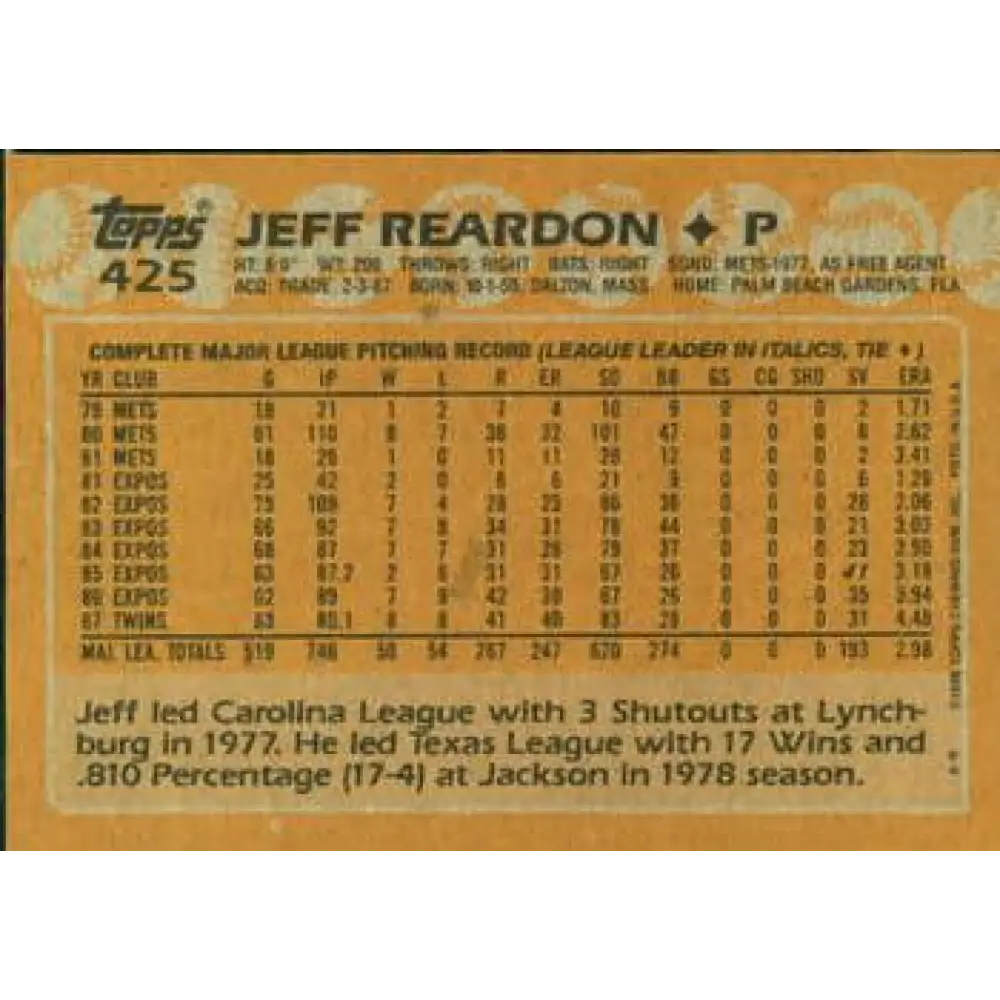 Topps®
425
JEFF REARDON ♦ P
HT: 6'0" WT: 200 THROWS: RIGHT BATS: RIGHT SGND: METS-1977, AS FREE AGENT
ACQ: TRADE, 2-3-87 BORN: 10-1-55, DALTON, MASS. HOME: PALM BEACH GARDENS, FLA
COMPLETE MAJOR LEAGUE PITCHING RECORD (LEAGUE LEADER IN ITALICS, TIE ♦)
YR CLUB G IP W L R ER SO BB GS CG SHO SV ERA
79 METS 18 21 1 2 7 4 10 9 0 0 0 2 1.71
80 METS 61 110 8 7 36 32 101 47 0 0 0 6 2.62
81 METS 18 29 1 0 11 11 28 12 0 0 0 2 3.41
81 EXPOS 25 42 2 0 6 6 21 9 0 0 0 6 1.29
82 EXPOS 75 109 7 4 28 25 86 36 0 0 0 26 2.06
83 EXPOS 66 92 7 9 34 31 78 44 0 0 0 21 3.03
84 EXPOS 68 87 7 7 31 28 79 37 0 0 0 23 2.90
85 EXPOS 63 87.2 2 8 31 31 67 26 0 0 0 41 3.18
86 EXPOS 62 89 7 9 42 39 67 26 0 0 0 35 3.94
87 TWINS 63 80.1 8 8 41 40 83 28 0 0 0 31 4.48
MAJ. LEA. TOTALS 519 746 50 54 267 247 620 274 0 0 0 193 2.98
Jeff led Carolina League with 3 Shutouts at Lynch-
burg in 1977. He led Texas League with 17 Wins and
.810 Percentage (17-4) at Jackson in 1978 season.